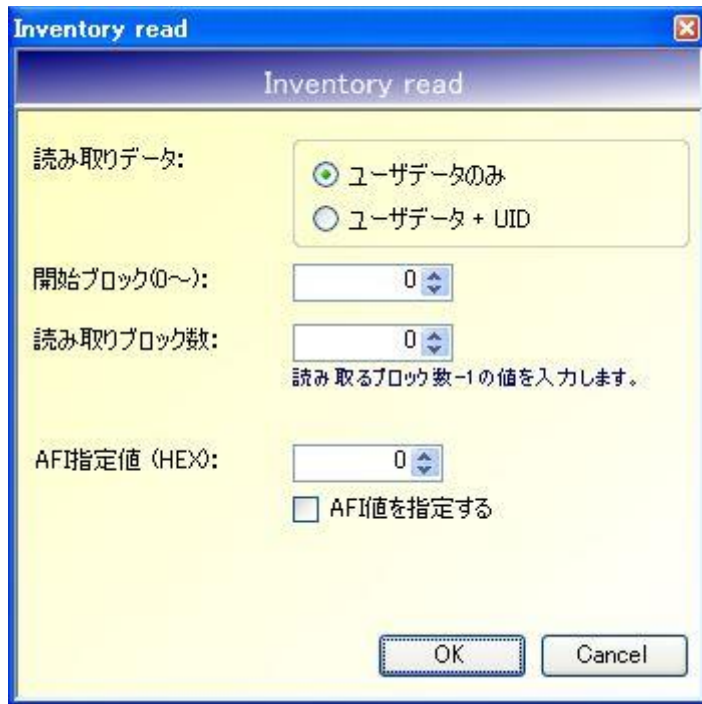 Inventory read
Inventory read
読み取りデータ:
ユーザデータのみ
ユーザデータ + UID
開始ブロック(0～):
0
読み取りブロック数:
0
読み取るブロック数-1の値を入力します。
AFI指定値 (HEX):
0
AFI値を指定する
OK
Cancel